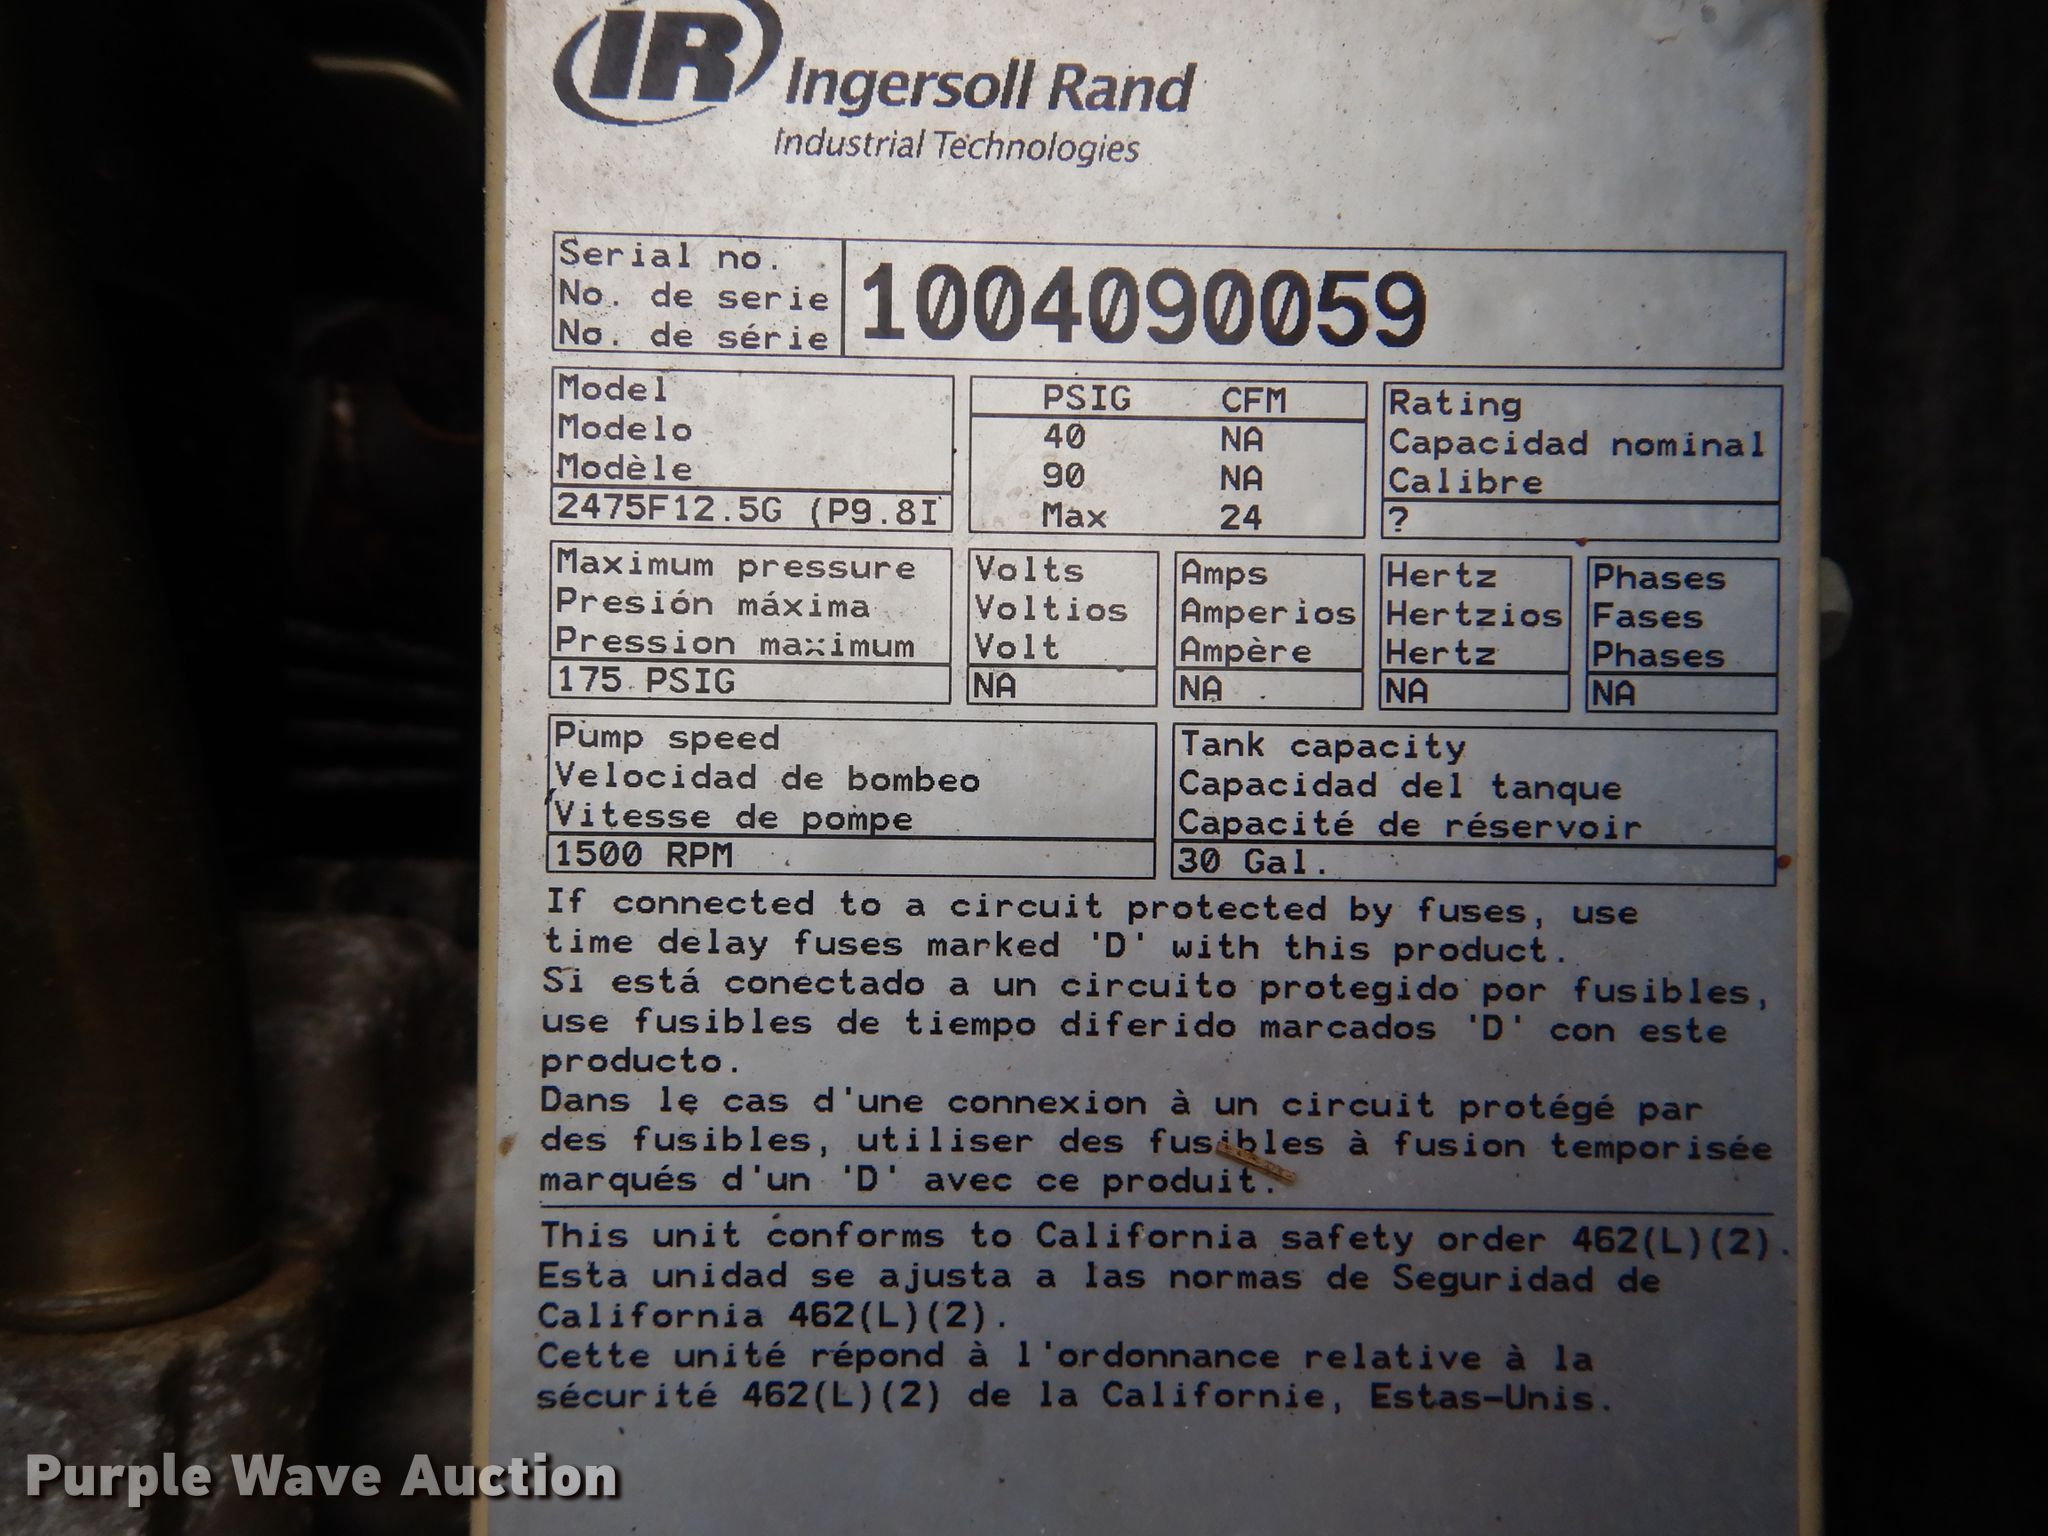 IR Ingersoll Rand
Industrial Technologies
Serial no.
No. de serie
No. de série
1004090059
Model
Modelo
Modèle
2475F12.5G (P9.8I
PSIG CFM
40 NA
90 NA
Max 24
Rating
Capacidad nominal
Calibre
?
Maximum pressure
Presión máxima
Pression maximum
175 PSIG
Volts
Voltios
Volt
NA
Amps
Amperios
Ampère
NA
Hertz
Hertzios
Hertz
NA
Phases
Fases
Phases
NA
Pump speed
Velocidad de bombeo
Vitesse de pompe
1500 RPM
Tank capacity
Capacidad del tanque
Capacité de réservoir
30 Gal.
If connected to a circuit protected by fuses, use
time delay fuses marked 'D' with this product.
Si está conectado a un circuito protegido por fusibles,
use fusibles de tiempo diferido marcados 'D' con este
producto.
Dans le cas d'une connexion à un circuit protégé par
des fusibles, utiliser des fusibles à fusion temporisée
marqués d'un 'D' avec ce produit.
This unit conforms to California safety order 462(L)(2).
Esta unidad se ajusta a las normas de Seguridad de
California 462(L)(2).
Cette unité répond à l'ordonnance relative à la
sécurité 462(L)(2) de la Californie, Estas-Unis.
Purple Wave Auction